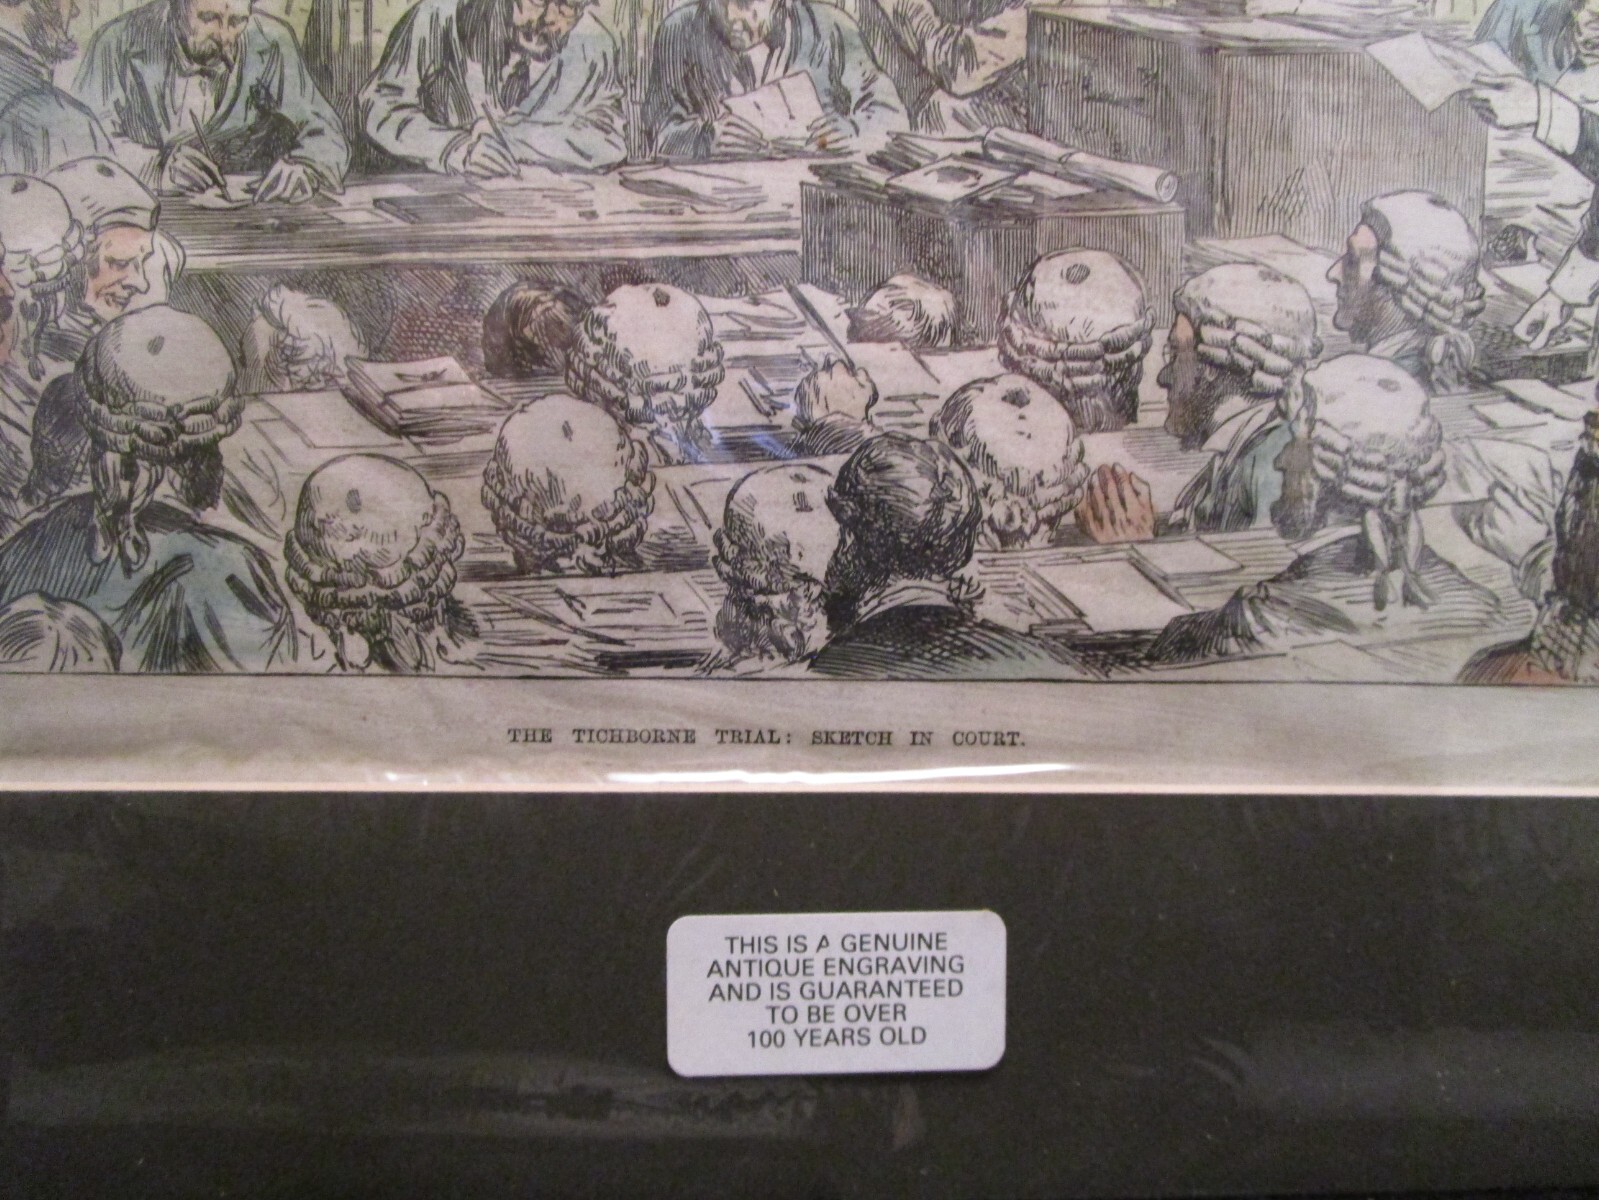 THE TICHBORNE TRIAL: SKETCH IN COURT.
THIS IS A GENUINE
ANTIQUE ENGRAVING
AND IS GUARANTEED
TO BE OVER
100 YEARS OLD